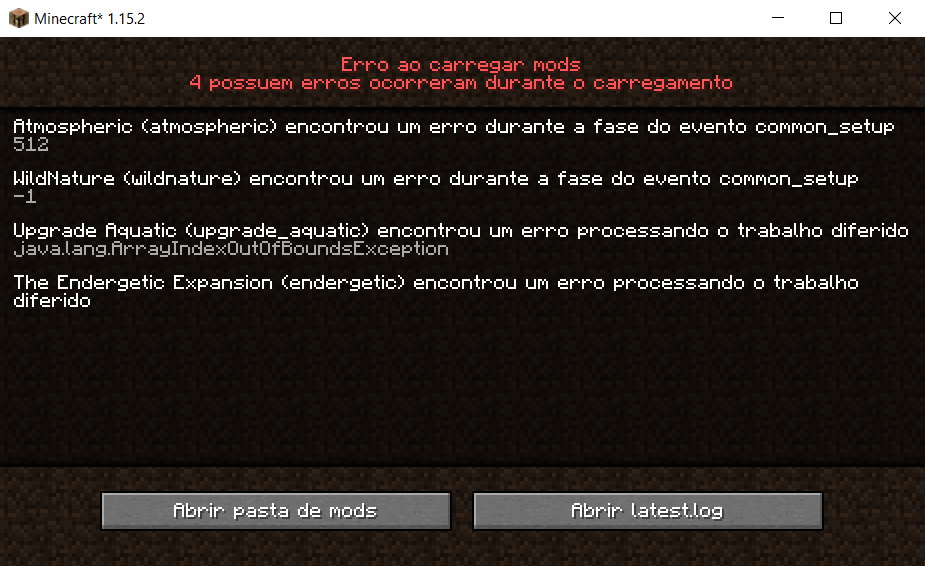 Minecraft* 1.15.2
Erro ao carregar mods
4 possuem erros ocorreram durante o carregamento
Atmospheric (atmospheric) encontrou um erro durante a fase do evento common_setup
512
WildNature (wildnature) encontrou um erro durante a fase do evento common_setup
-1
Upgrade Aquatic (upgrade_aquatic) encontrou um erro processando o trabalho diferido
java.lang.ArrayIndexOutOfBoundsException
The Endergetic Expansion (endergetic) encontrou um erro processando o trabalho
diferido
Abrir pasta de mods
Abrir latest.log